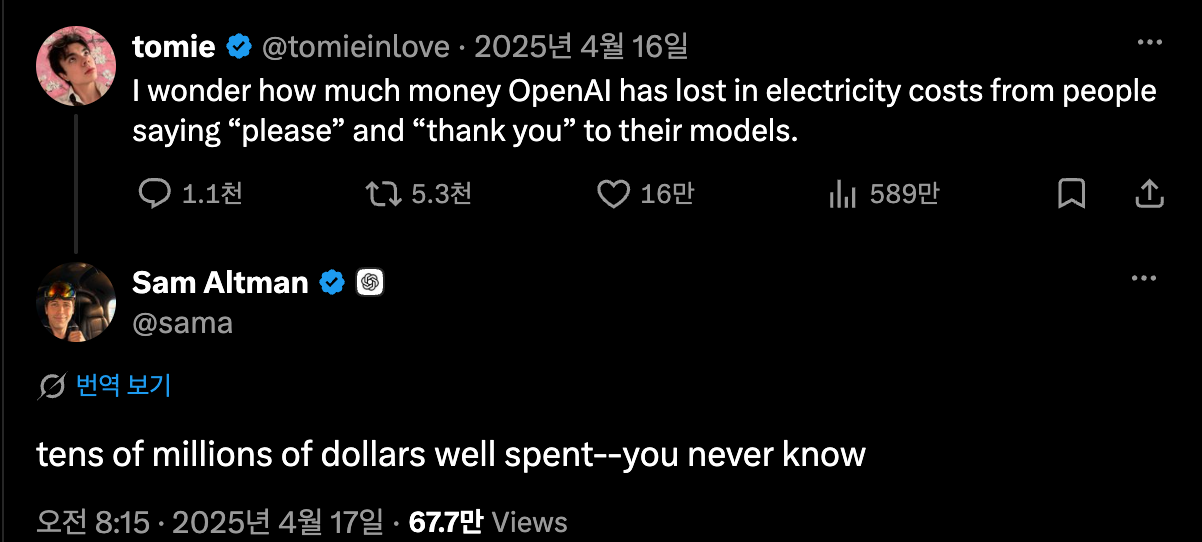 tomie @tomieinlove · 2025년 4월 16일
I wonder how much money OpenAI has lost in electricity costs from people
saying “please” and “thank you” to their models.
1.1천 5.3천 16만 589만
Sam Altman
@sama
번역 보기
tens of millions of dollars well spent--you never know
오전 8:15 · 2025년 4월 17일 · 67.7만 Views